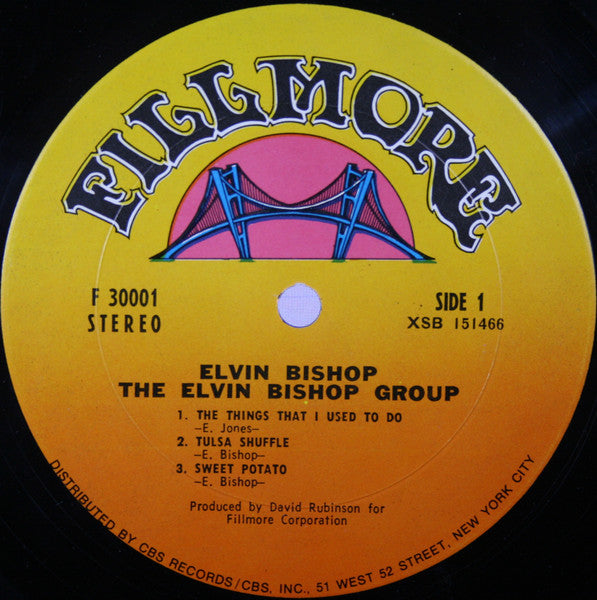 FILLMORE
F 30001
STEREO
SIDE 1
XSB 151466
ELVIN BISHOP
THE ELVIN BISHOP GROUP
1. THE THINGS THAT I USED TO DO
—E. Jones—
2. TULSA SHUFFLE
—E. Bishop—
3. SWEET POTATO
—E. Bishop—
Produced by David Rubinson for
Fillmore Corporation
DISTRIBUTED BY CBS RECORDS/CBS, INC., 51 WEST 52 STREET, NEW YORK CITY